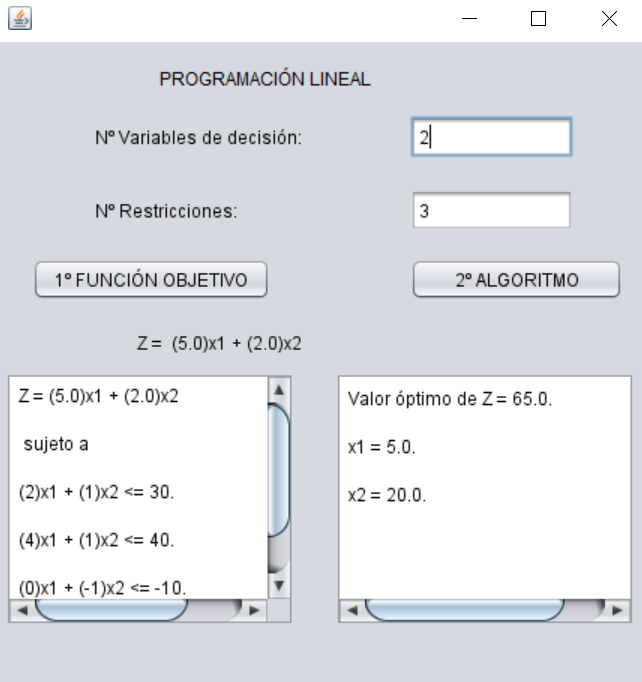 PROGRAMACIÓN LINEAL
Nº Variables de decisión:
2
Nº Restricciones:
3
1º FUNCIÓN OBJETIVO
2º ALGORITMO
Z = (5.0)x1 + (2.0)x2
Z = (5.0)x1 + (2.0)x2
sujeto a
(2)x1 + (1)x2 <= 30.
(4)x1 + (1)x2 <= 40.
(0)x1 + (-1)x2 <= -10.
Valor óptimo de Z = 65.0.
x1 = 5.0.
x2 = 20.0.